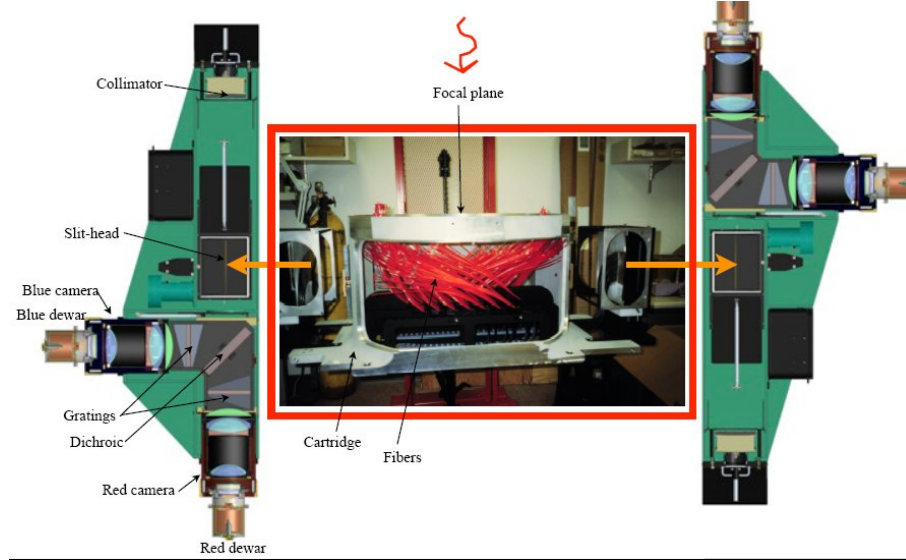 Focal plane
Collimator
Slit-head
Blue camera
Blue dewar
Gratings
Dichroic
Cartridge
Fibers
Red camera
Red dewar